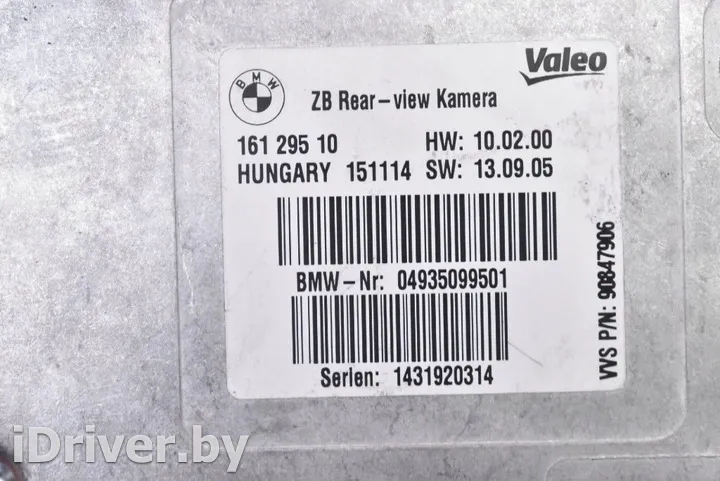 BMW
Valeo
ZB Rear-view Kamera
161 295 10 HW: 10.02.00
HUNGARY 151114 SW: 13.09.05
BMW-Nr: 04935099501
Serien: 1431920314
VVS P/N: 90847906
iDriver.by